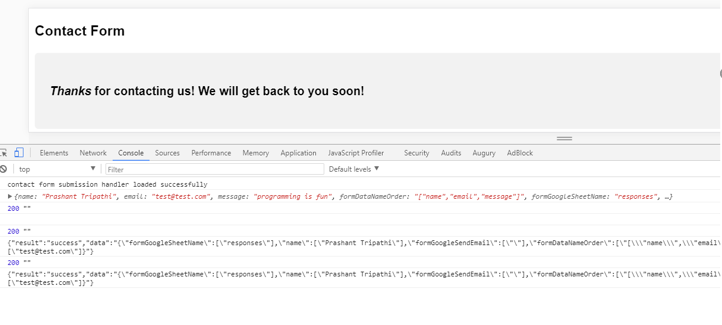 Contact Form
Thanks for contacting us! We will get back to you soon!
Elements Network Console Sources Performance Memory Application JavaScript Profiler Security Audits Augury AdBlock
top Filter Default levels
contact form submission handler loaded successfully
{name: "Prashant Tripathi", email: "test@test.com", message: "programming is fun", formDataNameOrder: "["name","email","message"]", formGoogleSheetName: "responses", …}
200 ""
200 ""
{"result":"success","data":"{\"formGoogleSheetName\":[\"responses\"],\"name\":[\"Prashant Tripathi\"],\"formGoogleSendEmail\":[\"\"],\"formDataNameOrder\":[\"[\\\"name\\\",\\\"email\
[\"test@test.com\"]}"}
200 ""
{"result":"success","data":"{\"formGoogleSheetName\":[\"responses\"],\"name\":[\"Prashant Tripathi\"],\"formGoogleSendEmail\":[\"\"],\"formDataNameOrder\":[\"[\\\"name\\\",\\\"email\
[\"test@test.com\"]}"}